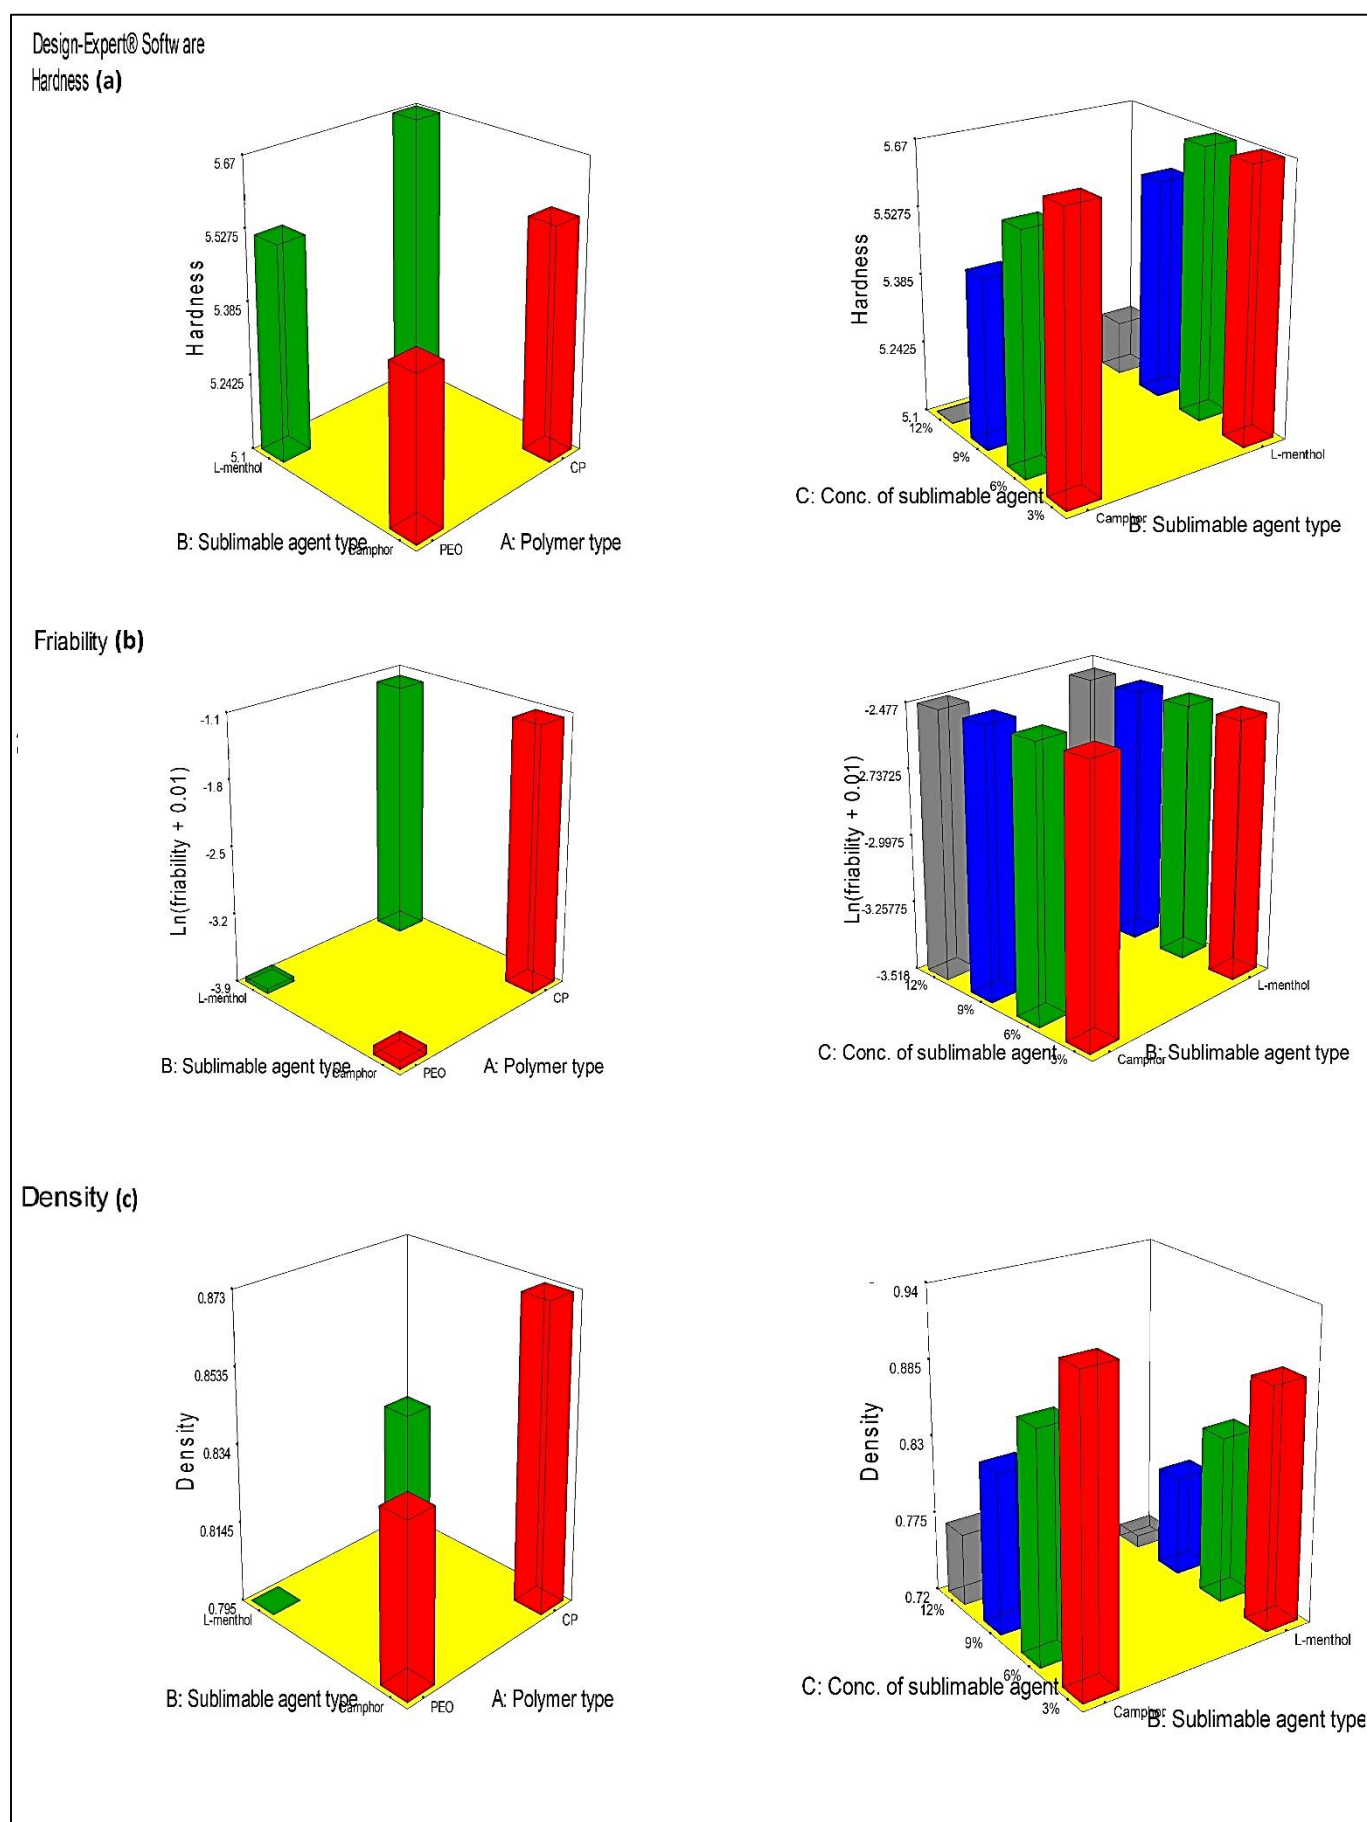 Design-Expert® Softw are
Hardness (a)
5.67
5.5275
5.385
5.2425
5.1
Hardness
L-menthol
Camphor
PEO
CP
B: Sublimable agent type
A: Polymer type
5.67
5.5275
5.385
5.2425
5.1
Hardness
12%
9%
6%
3%
Camphor
L-menthol
C: Conc. of sublimable agent
B: Sublimable agent type
Friability (b)
-1.1
-1.8
-2.5
-3.2
-3.9
Ln(friability + 0.01)
L-menthol
Camphor
PEO
CP
B: Sublimable agent type
A: Polymer type
-2.477
-2.73725
-2.9975
-3.25775
-3.518
Ln(friability + 0.01)
12%
9%
6%
3%
Camphor
L-menthol
C: Conc. of sublimable agent
B: Sublimable agent type
Density (c)
0.873
0.8535
0.834
0.8145
0.795
Density
L-menthol
Camphor
PEO
CP
B: Sublimable agent type
A: Polymer type
0.94
0.885
0.83
0.775
0.72
Density
12%
9%
6%
3%
Camphor
L-menthol
C: Conc. of sublimable agent
B: Sublimable agent type